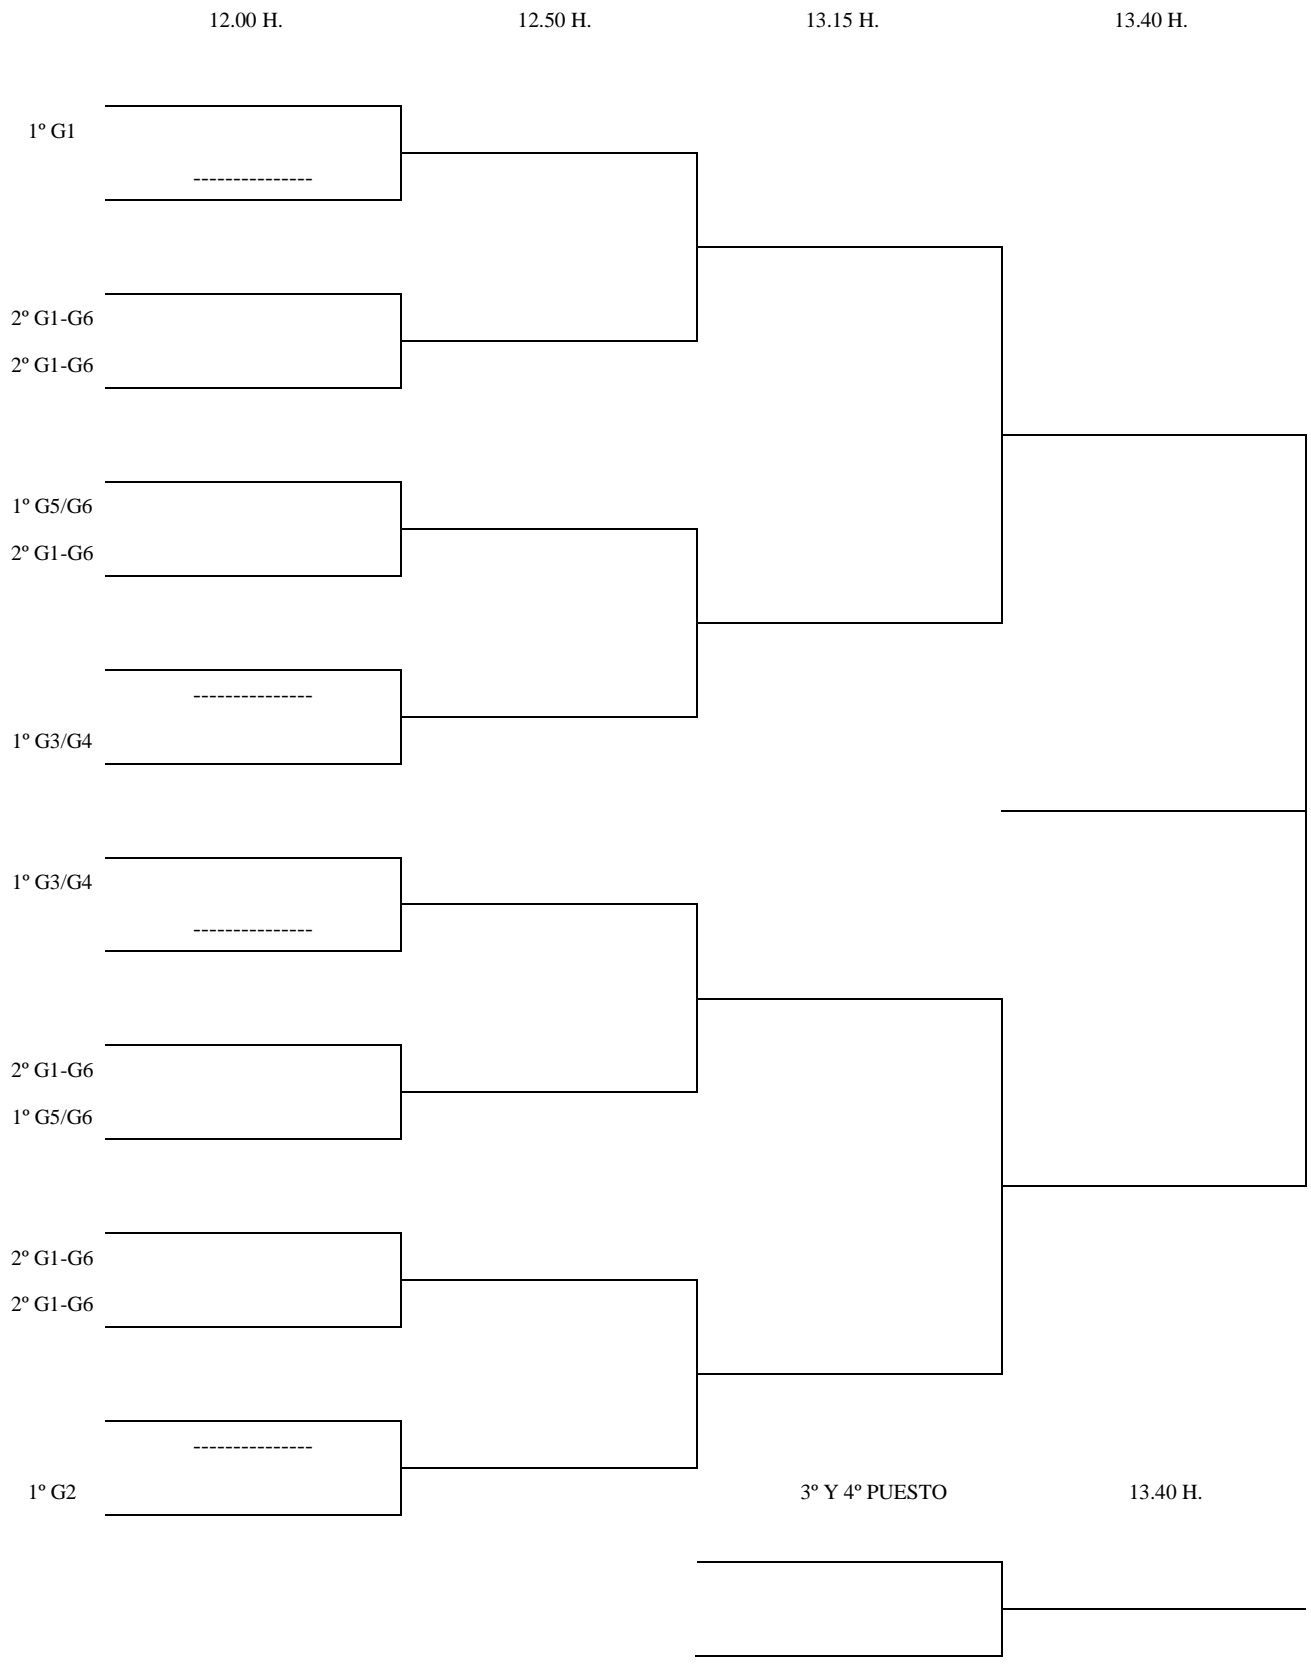 12.00 H. 12.50 H. 13.15 H. 13.40 H.
1º G1
---------------
2º G1-G6
2º G1-G6
1º G5/G6
2º G1-G6
---------------
1º G3/G4
1º G3/G4
---------------
2º G1-G6
1º G5/G6
2º G1-G6
2º G1-G6
---------------
1º G2 3º Y 4º PUESTO 13.40 H.